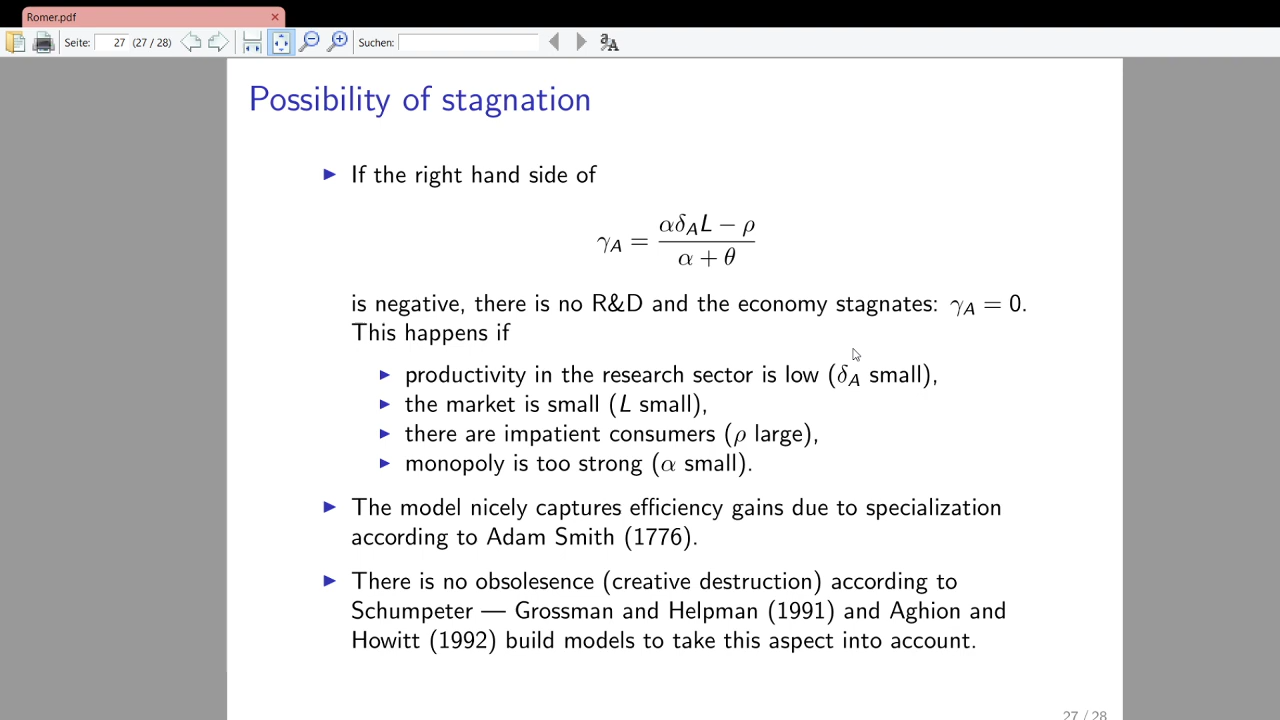 Romer.pdf
Seite: 27 (27 / 28) Suchen:
Possibility of stagnation
▶ If the right hand side of
γ_A = (αδ_A L − ρ) / (α + θ)
is negative, there is no R&D and the economy stagnates: γ_A = 0.
This happens if
▶ productivity in the research sector is low (δ_A small),
▶ the market is small (L small),
▶ there are impatient consumers (ρ large),
▶ monopoly is too strong (α small).
▶ The model nicely captures efficiency gains due to specialization
according to Adam Smith (1776).
▶ There is no obsolesence (creative destruction) according to
Schumpeter — Grossman and Helpman (1991) and Aghion and
Howitt (1992) build models to take this aspect into account.
27 / 28